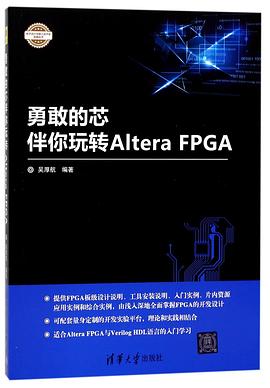 勇敢的芯
伴你玩转Altera FPGA
吴厚航 编著
提供FPGA板级设计说明、工具安装说明、入门实例、片内资源
应用实例和综合实例，由浅入深地全面掌握FPGA的开发设计
可配套量身定制的开发实验平台，理论和实践相结合
适合Altera FPGA与Verilog HDL语言的入门学习
清华大学出版社